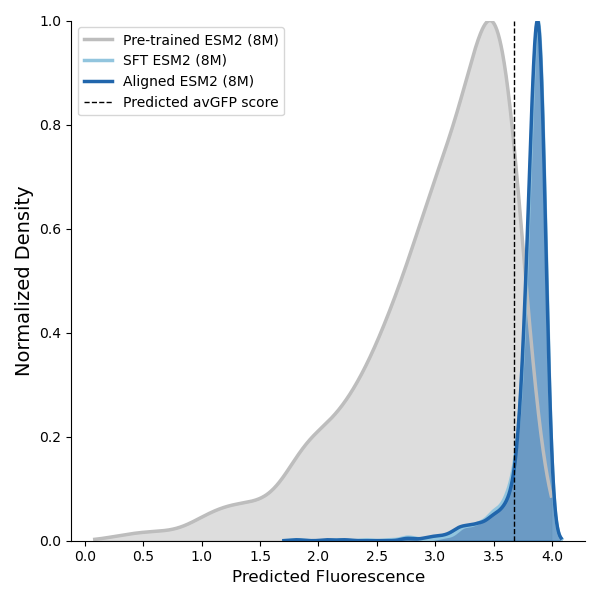 Pre-trained ESM2 (8M)
SFT ESM2 (8M)
Aligned ESM2 (8M)
Predicted avGFP score
Normalized Density
1.0
0.8
0.6
0.4
0.2
0.0
0.0 0.5 1.0 1.5 2.0 2.5 3.0 3.5 4.0
Predicted Fluorescence